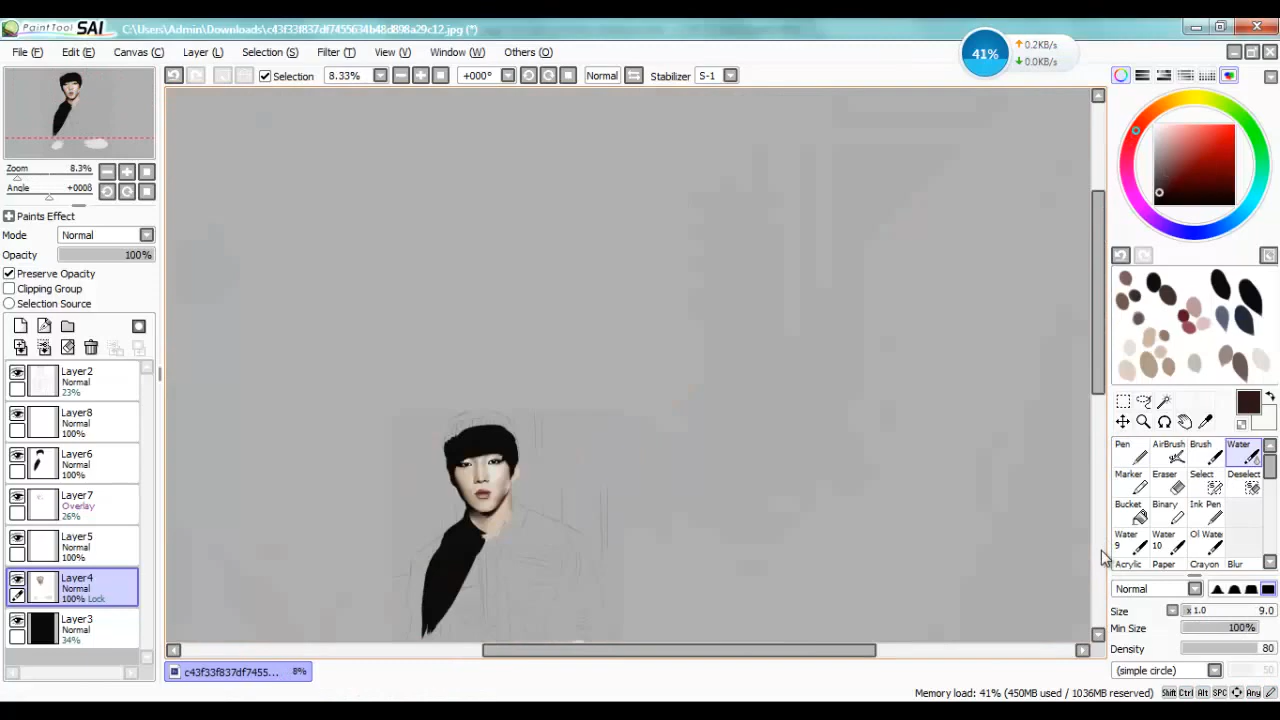 PaintTool SAI C:\Users\Admin\Downloads\c43f33f837df7455634b48d898a29c12.jpg (*)
File (F) Edit (E) Canvas (C) Layer (L) Selection (S) Filter (T) View (V) Window (W) Others (O)
41% 0.2KB/s
0.0KB/s
Selection 8.33% +000° Normal Stabilizer S-1
Zoom 8.3%
Angle +000ß
Paints Effect
Mode Normal
Opacity 100%
Preserve Opacity
Clipping Group
Selection Source
Layer2
Normal
23%
Layer8
Normal
100%
Layer6
Normal
100%
Layer7
Overlay
26%
Layer5
Normal
100%
Layer4
Normal
100% Lock
Layer3
Normal
34%
Pen AirBrush Brush Water
Marker Eraser Select Deselect
Bucket Binary Ink Pen
Water Water Ol Wate
9 10
Acrylic Paper Crayon Blur
Normal
Size x 1.0 9.0
Min Size 100%
Density 80
(simple circle) 50
c43f33f837df7455... 8%
Memory load: 41% (450MB used / 1036MB reserved) Shift Ctrl Alt SPC Any